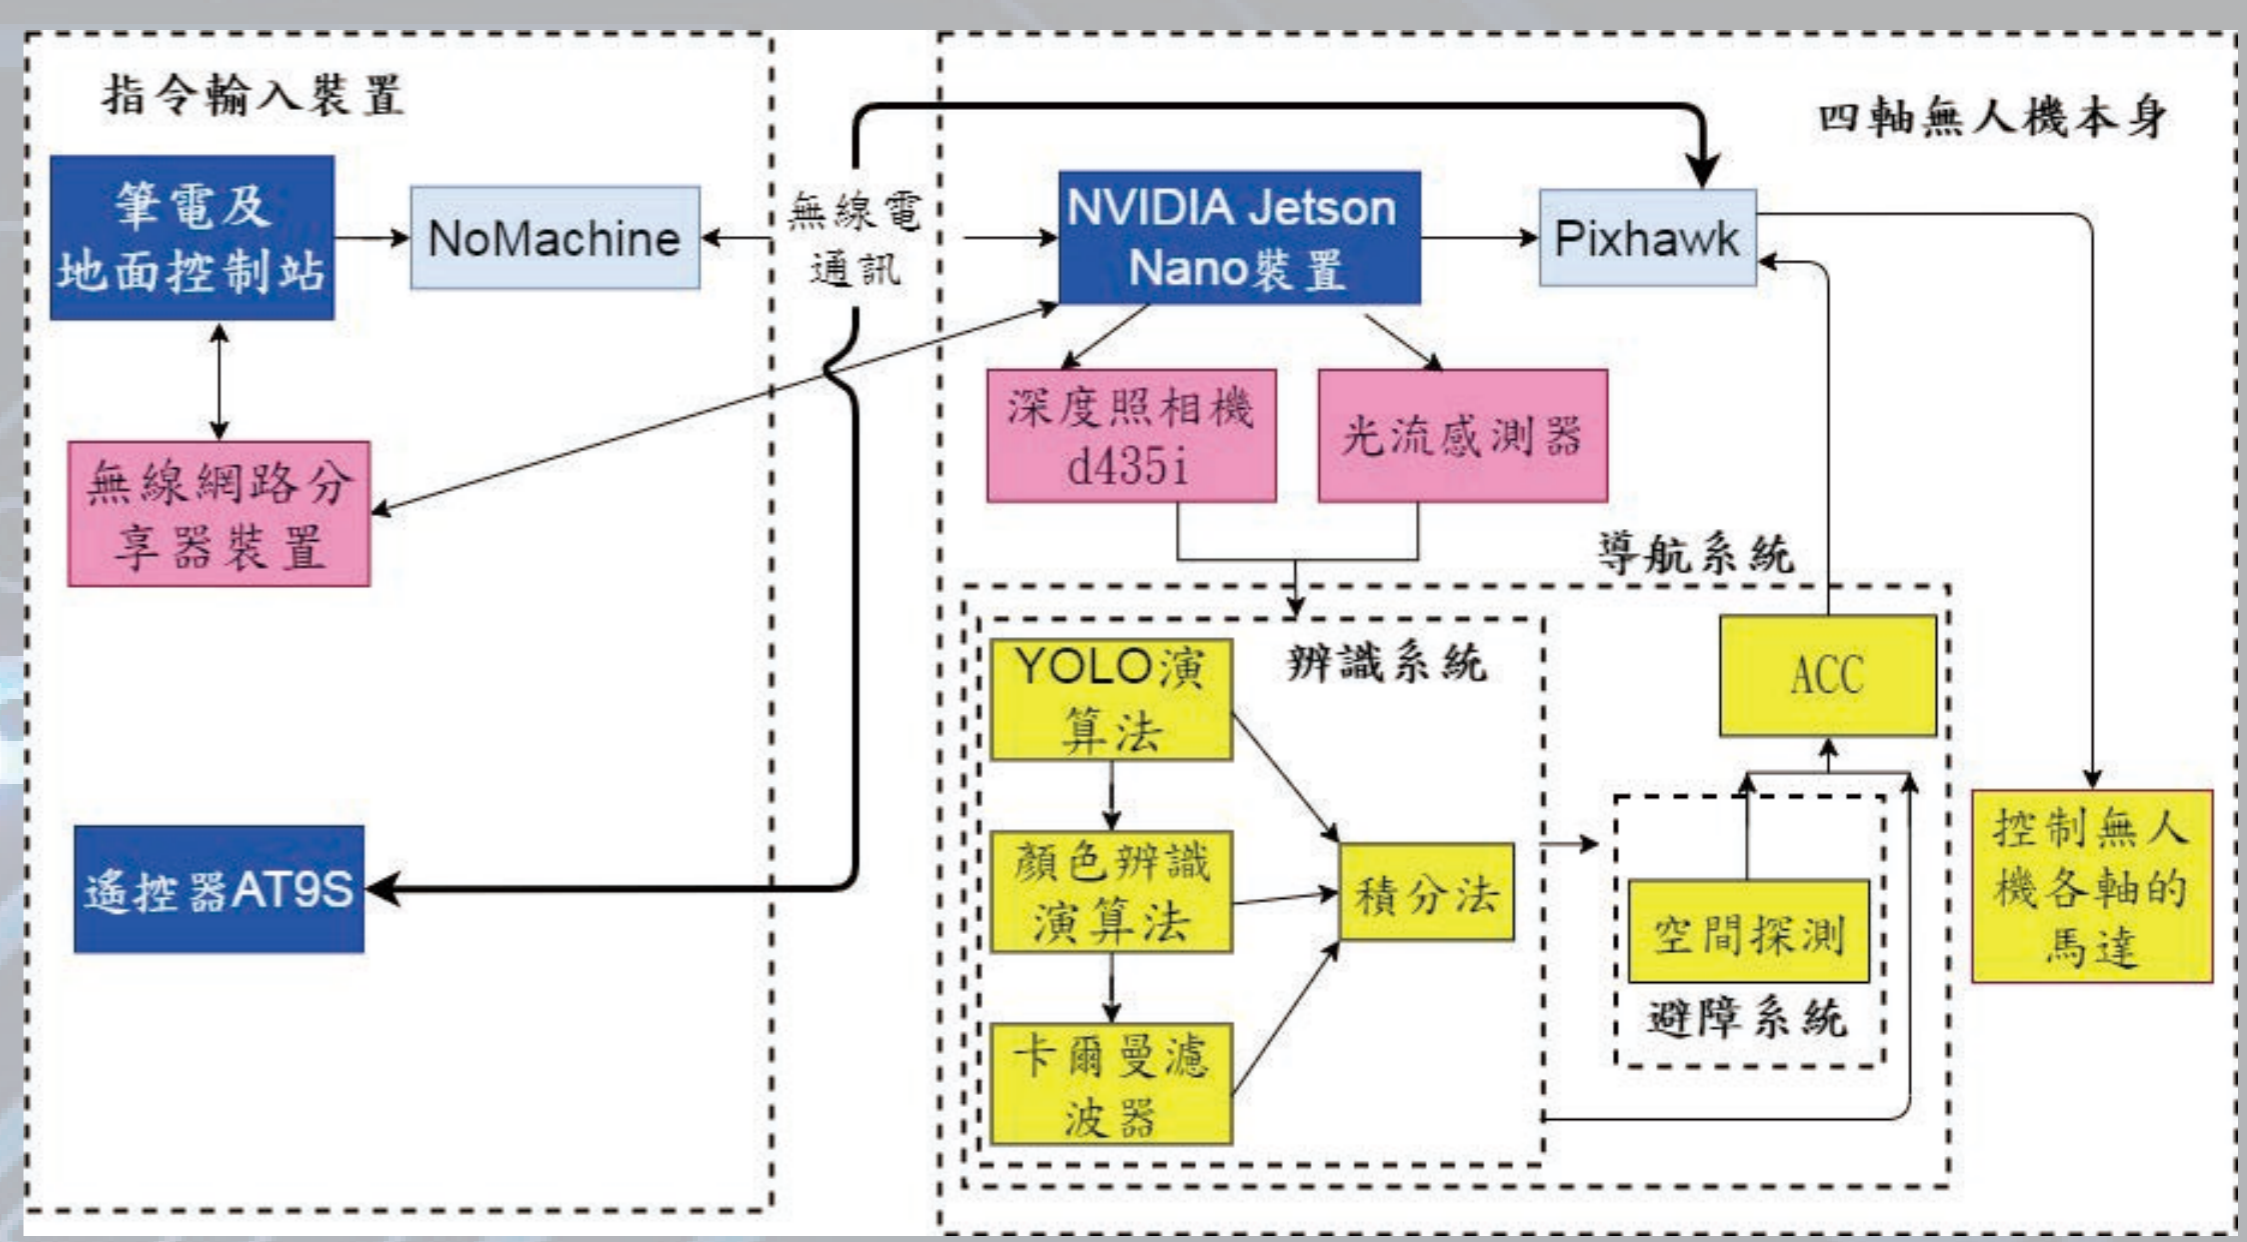 指令輸入裝置
四軸無人機本身
筆電及
地面控制站
NoMachine
無線電
通訊
NVIDIA Jetson
Nano裝置
Pixhawk
無線網路分
享器裝置
深度照相機
d435i
光流感測器
導航系統
YOLO演
算法
辨識系統
ACC
顏色辨識
演算法
積分法
空間探測
避障系統
控制無人
機各軸的
馬達
遙控器AT9S
卡爾曼濾
波器